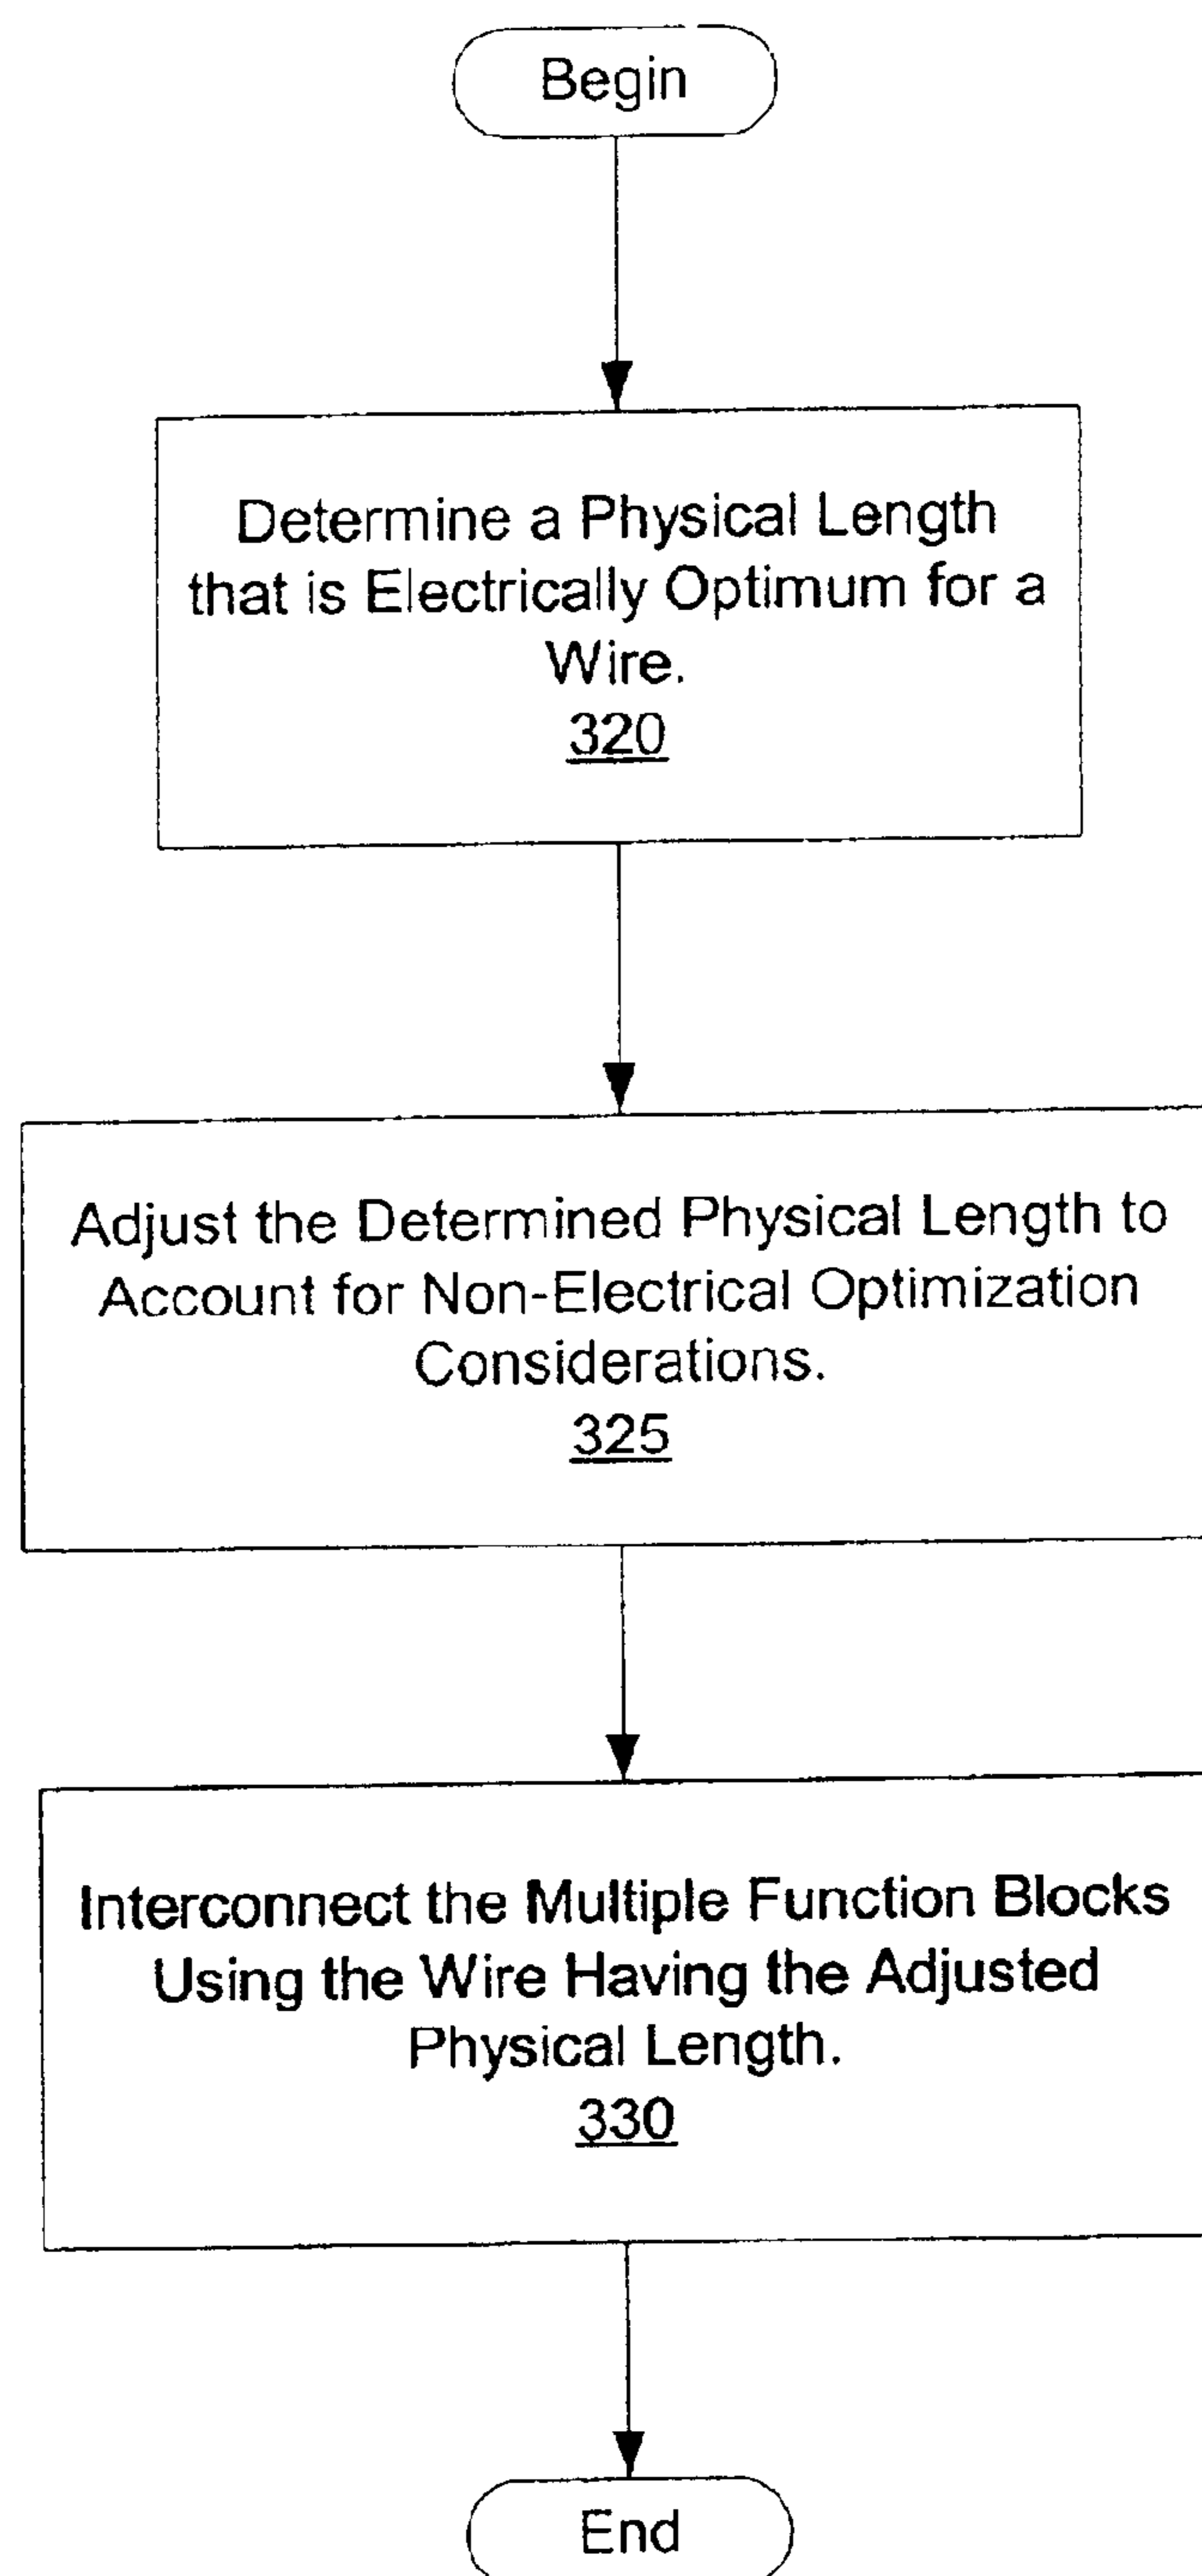 Begin
Determine a Physical Length
that is Electrically Optimum for a
Wire.
320
Adjust the Determined Physical Length to
Account for Non-Electrical Optimization
Considerations.
325
Interconnect the Multiple Function Blocks
Using the Wire Having the Adjusted
Physical Length.
330
End